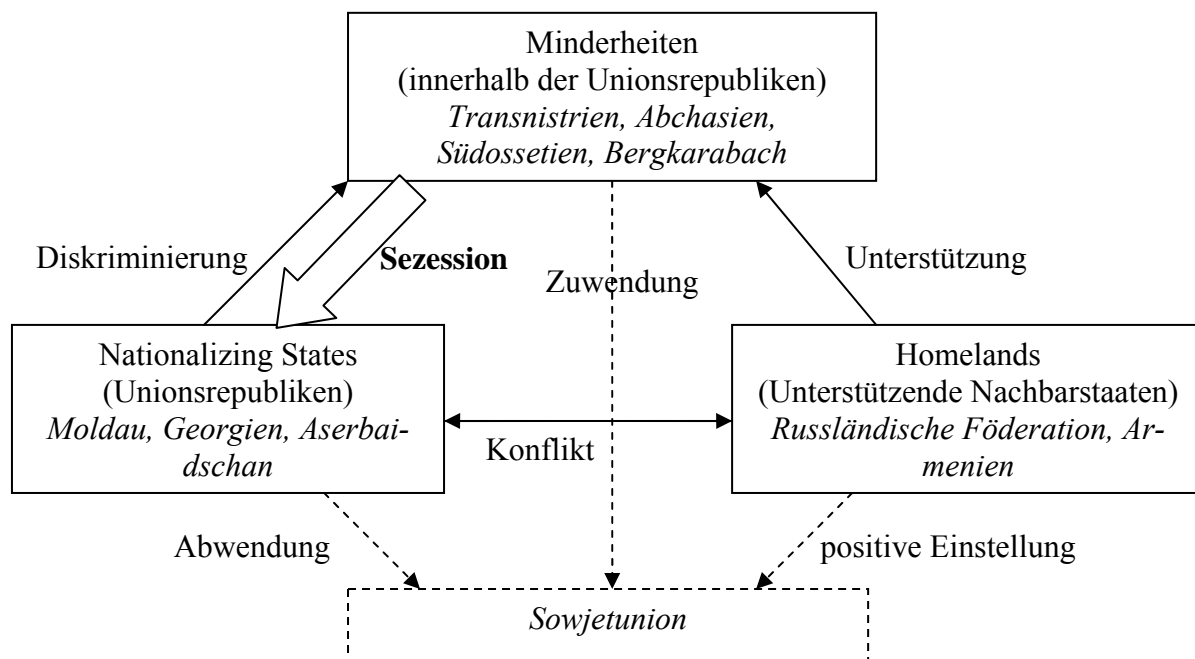 Minderheiten
(innerhalb der Unionsrepubliken)
Transnistrien, Abchasien,
Südossetien, Bergkarabach
Diskriminierung
Sezession
Zuwendung
Unterstützung
Nationalizing States
(Unionsrepubliken)
Moldau, Georgien, Aserbai-
dschan
Konflikt
Homelands
(Unterstützende Nachbarstaaten)
Russländische Föderation, Ar-
menien
Abwendung
positive Einstellung
Sowjetunion